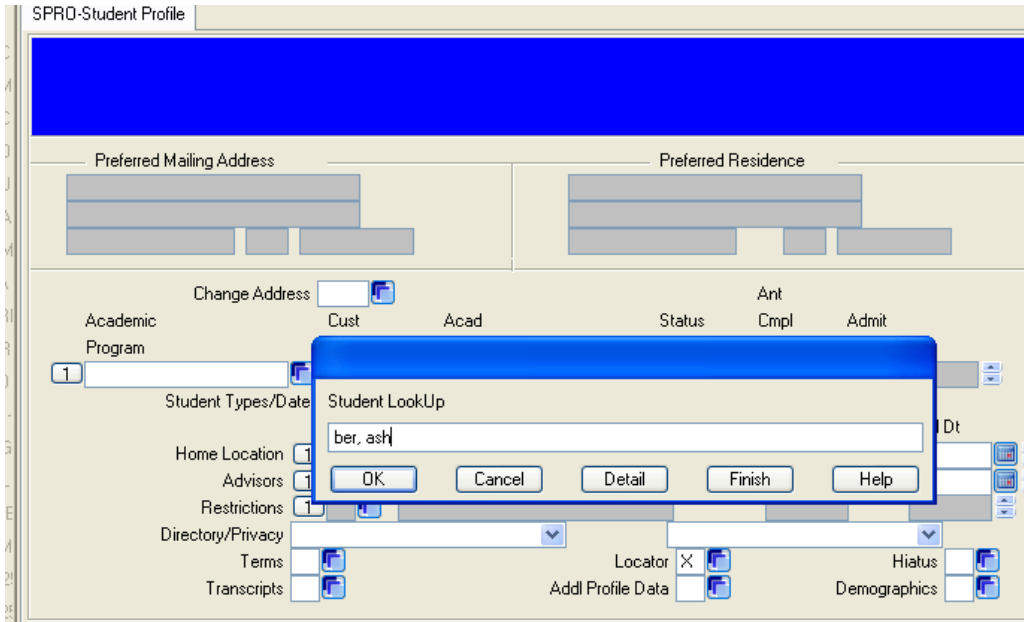 SPRO-Student Profile
Preferred Mailing Address Preferred Residence
Change Address Ant
Academic Cust Acad Status Cmpl Admit
Program
1
Student Types/Date
Student LookUp
Dt
ber, ash
Home Location 1
OK Cancel Detail Finish Help
Advisors 1
Restrictions 1
Directory/Privacy
Terms Locator X Hiatus
Transcripts Addl Profile Data Demographics